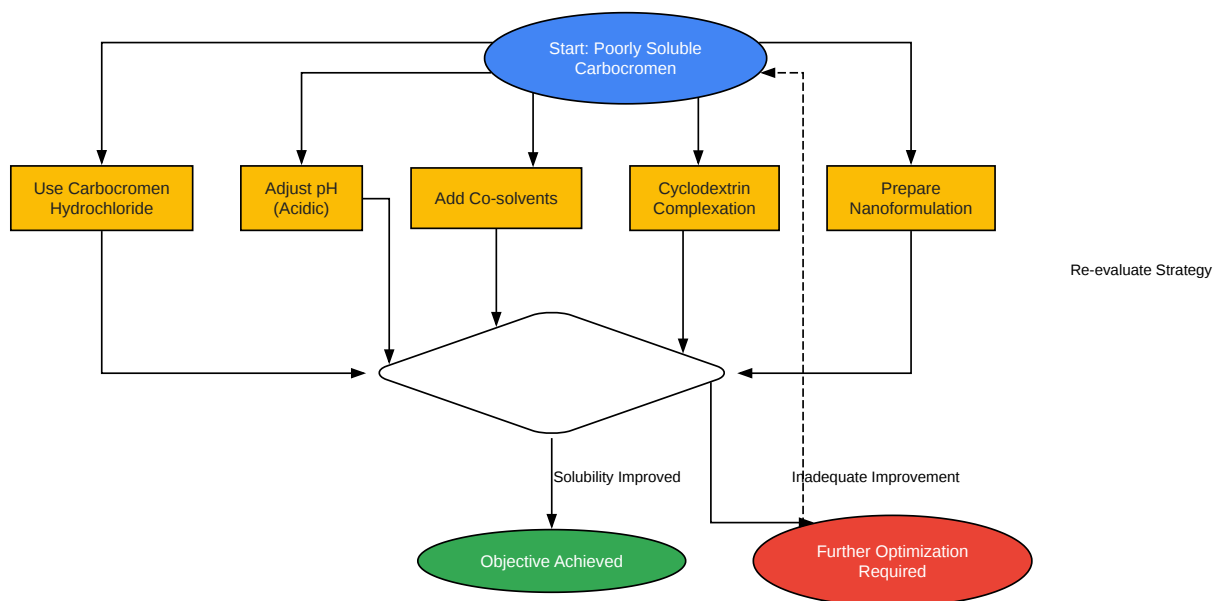 Start: Poorly Soluble
Carbocromen
Use Carbocromen
Hydrochloride
Adjust pH
(Acidic)
Add Co-solvents
Cyclodextrin
Complexation
Prepare
Nanoformulation
Re-evaluate Strategy
Solubility Improved
Inadequate Improvement
Objective Achieved
Further Optimization
Required